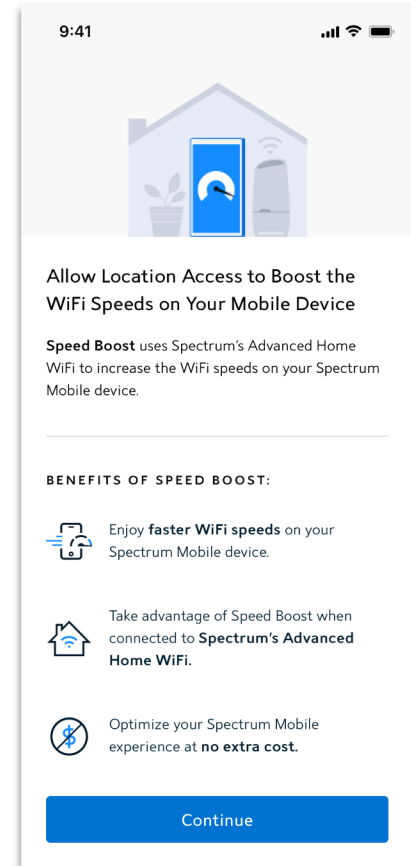 9:41
Allow Location Access to Boost the
WiFi Speeds on Your Mobile Device
Speed Boost uses Spectrum's Advanced Home
WiFi to increase the WiFi speeds on your Spectrum
Mobile device.
BENEFITS OF SPEED BOOST:
Enjoy faster WiFi speeds on your
Spectrum Mobile device.
Take advantage of Speed Boost when
connected to Spectrum's Advanced
Home WiFi.
Optimize your Spectrum Mobile
experience at no extra cost.
Continue